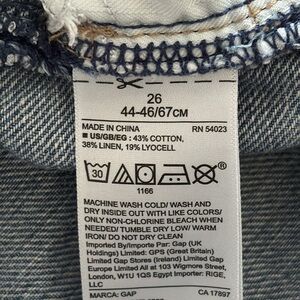 26
44-46/67CM
MADE IN CHINA RN 54023
■ US/GB/EG: 43% COTTON,
38% LINEN, 19% LYOCELL
30
1166
MACHINE WASH COLD/ WASH AND
DRY INSIDE OUT WITH LIKE COLORS/
ONLY NON-CHLORINE BLEACH WHEN
NEEDED/ TUMBLE DRY LOW/ WARM
IRON/ DO NOT DRY CLEAN
Imported By/Importe Par: Gap (UK
Holdings) Limited: GPS (Great Britain)
Limited Gap Stores (Ireland) Limited Gap
Europe Limited All at 103 Wigmore Street,
London, W1U 1QS Egypt Importer: RIGE,
LLC
MARCA: GAP CA 17897